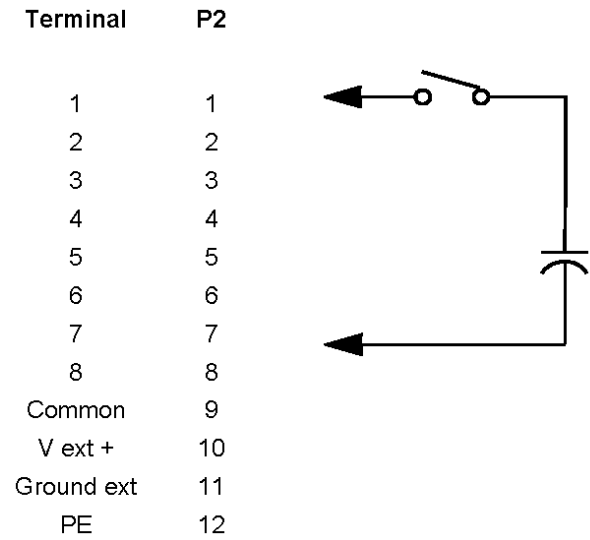 Terminal P2
1 1
2 2
3 3
4 4
5 5
6 6
7 7
8 8
Common 9
V ext + 10
Ground ext 11
PE 12